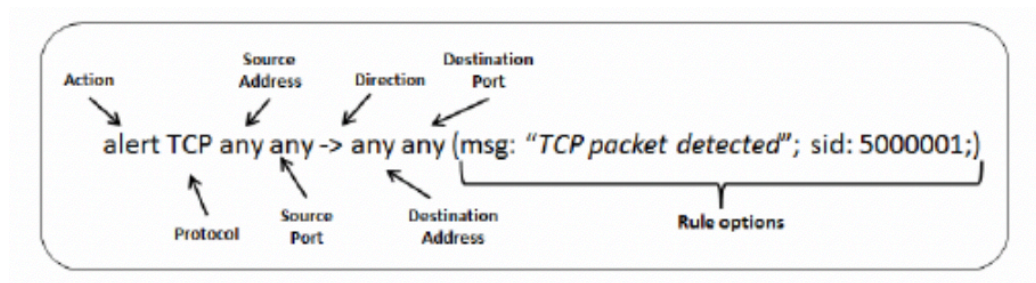 Source
Address
Destination
Port
Action
Direction
alert TCP any any -> any any (msg: “TCP packet detected”; sid: 5000001;)
Protocol
Source
Port
Destination
Address
Rule options